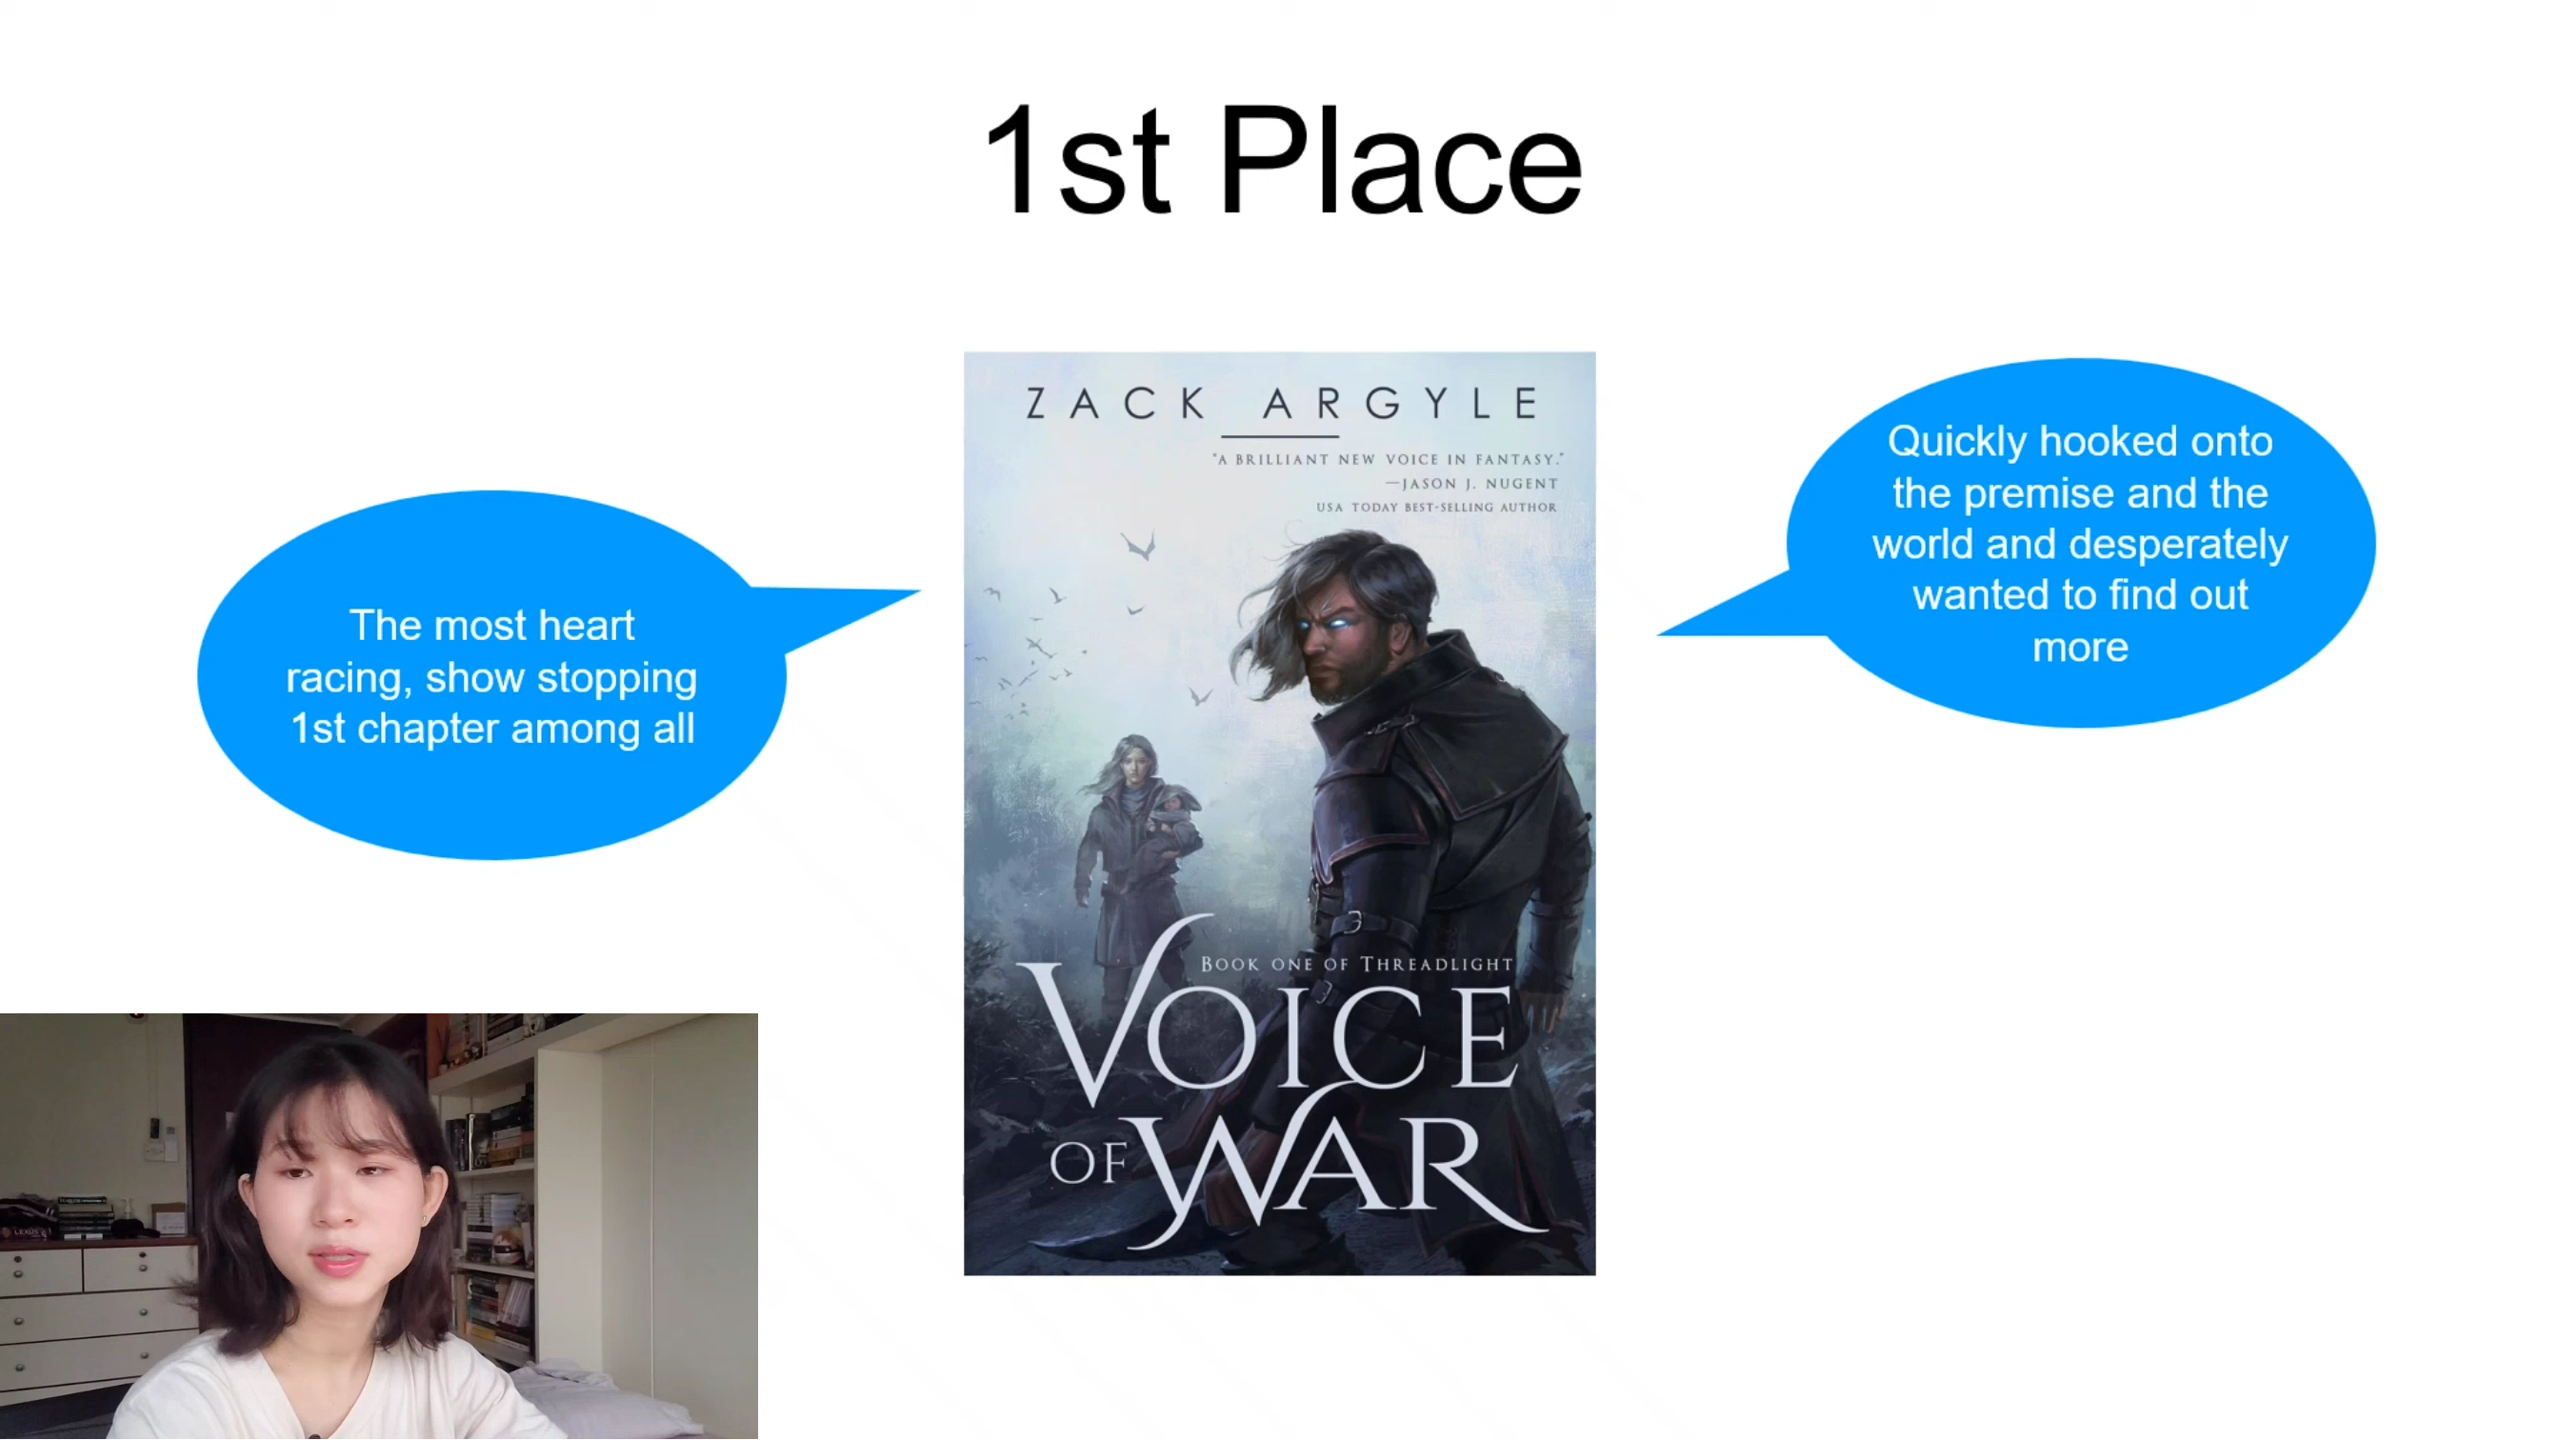 1st Place
The most heart
racing, show stopping
1st chapter among all
ZACK ARGYLE
"A BRILLIANT NEW VOICE IN FANTASY."
—JASON J. NUGENT
USA TODAY BEST-SELLING AUTHOR
BOOK ONE OF THREADLIGHT
VOICE
OF WAR
Quickly hooked onto
the premise and the
world and desperately
wanted to find out
more